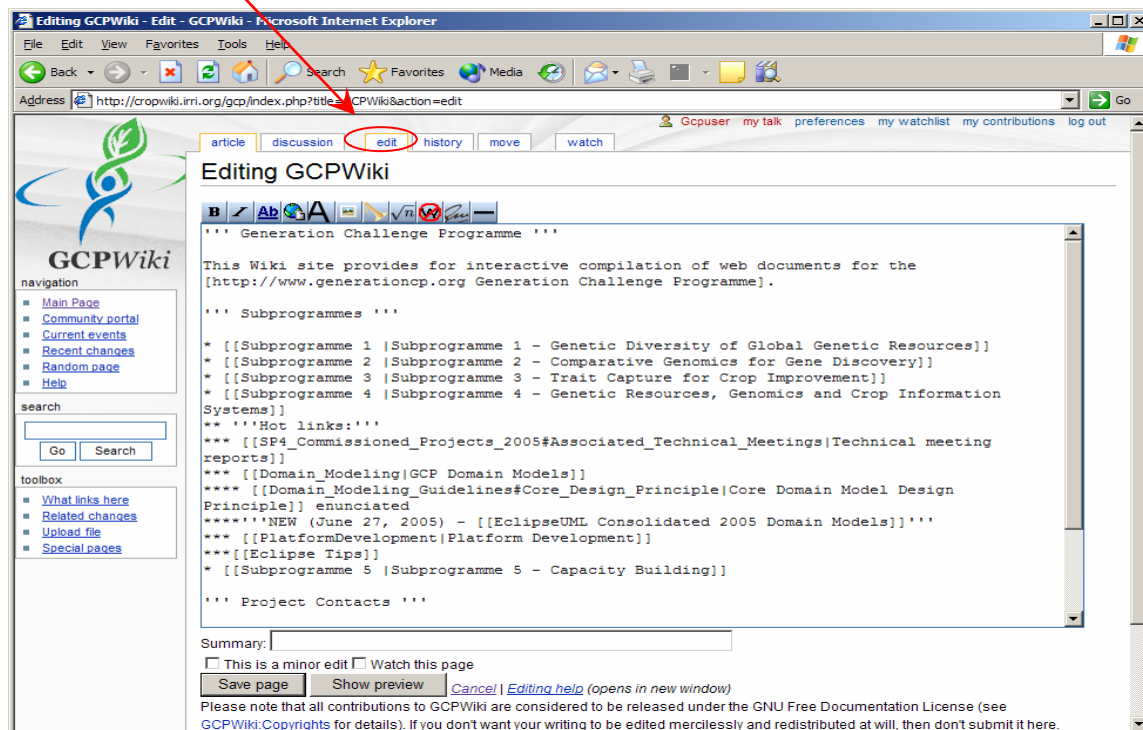 Editing GCPWiki - Edit - GCPWiki - Microsoft Internet Explorer
File Edit View Favorites Tools Help
Back Search Favorites Media
Address http://cropwiki.irri.org/gcp/index.php?title=GCPWiki&action=edit Go
Gcpuser my talk preferences my watchlist my contributions log out
article discussion edit history move watch
Editing GCPWiki
B I Ab A √n W
GCPWiki
navigation
Main Page
Community portal
Current events
Recent changes
Random page
Help
search
Go Search
toolbox
What links here
Related changes
Upload file
Special pages
''' Generation Challenge Programme '''
This Wiki site provides for interactive compilation of web documents for the
[http://www.generationcp.org Generation Challenge Programme].
''' Subprogrammes '''
* [[Subprogramme 1 |Subprogramme 1 - Genetic Diversity of Global Genetic Resources]]
* [[Subprogramme 2 |Subprogramme 2 - Comparative Genomics for Gene Discovery]]
* [[Subprogramme 3 |Subprogramme 3 - Trait Capture for Crop Improvement]]
* [[Subprogramme 4 |Subprogramme 4 - Genetic Resources, Genomics and Crop Information
Systems]]
** '''Hot links:'''
*** [[SP4_Commissioned_Projects_2005#Associated_Technical_Meetings|Technical meeting
reports]]
*** [[Domain_Modeling|GCP Domain Models]]
**** [[Domain_Modeling_Guidelines#Core_Design_Principle|Core Domain Model Design
Principle]] enunciated
****'''NEW (June 27, 2005) - [[EclipseUML Consolidated 2005 Domain Models]]'''
*** [[PlatformDevelopment|Platform Development]]
***[[Eclipse Tips]]
* [[Subprogramme 5 |Subprogramme 5 - Capacity Building]]
''' Project Contacts '''
Summary:
This is a minor edit Watch this page
Save page Show preview Cancel | Editing help (opens in new window)
Please note that all contributions to GCPWiki are considered to be released under the GNU Free Documentation License (see
GCPWiki:Copyrights for details). If you don't want your writing to be edited mercilessly and redistributed at will, then don't submit it here.